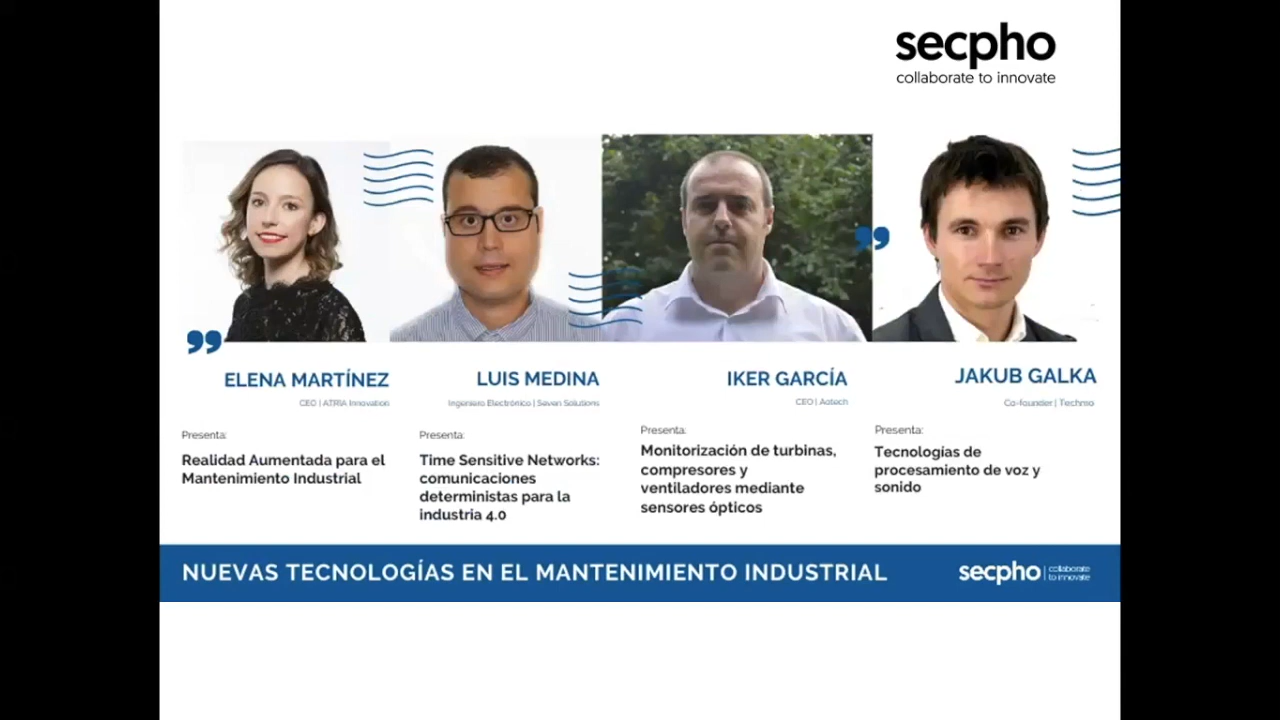 secpho
collaborate to innovate
ELENA MARTÍNEZ
CEO | ATRIA Innovation
Presenta:
Realidad Aumentada para el
Mantenimiento Industrial
LUIS MEDINA
Ingeniero Electrónico | Seven Solutions
Presenta:
Time Sensitive Networks:
comunicaciones
deterministas para la
industria 4.0
IKER GARCÍA
CEO | Aotech
Presenta:
Monitorización de turbinas,
compresores y
ventiladores mediante
sensores ópticos
JAKUB GALKA
Co-founder | Techmo
Presenta:
Tecnologías de
procesamiento de voz y
sonido
NUEVAS TECNOLOGÍAS EN EL MANTENIMIENTO INDUSTRIAL
secpho | collaborate
to innovate